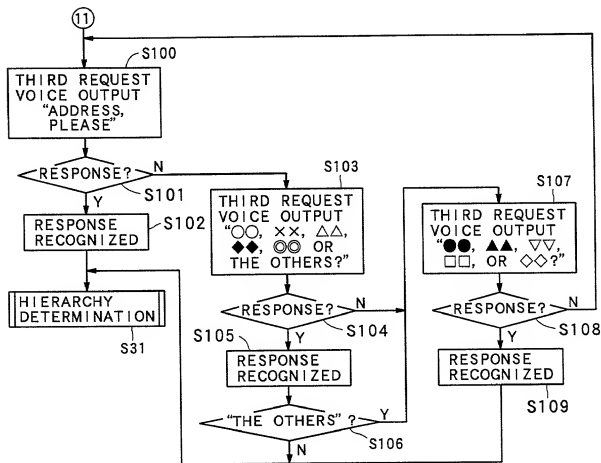 11
S100
THIRD REQUEST
VOICE OUTPUT
“ADDRESS,
PLEASE”
RESPONSE?
N
S101
Y
S102
RESPONSE
RECOGNIZED
HIERARCHY
DETERMINATION
S31
S103
THIRD REQUEST
VOICE OUTPUT
“○○, ××, △△,
◆◆, ◎◎ OR
THE OTHERS?”
RESPONSE?
N
S104
Y
S105
RESPONSE
RECOGNIZED
“THE OTHERS”?
Y
S106
N
S107
THIRD REQUEST
VOICE OUTPUT
“●●, ▲▲, ▽▽,
□□, OR ◇◇?”
RESPONSE?
N
S108
Y
RESPONSE
RECOGNIZED
S109